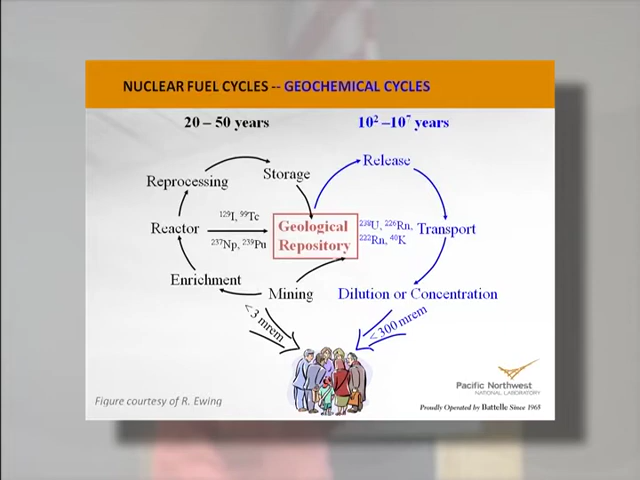 NUCLEAR FUEL CYCLES -- GEOCHEMICAL CYCLES
20 – 50 years
10² –10⁷ years
Release
Storage
Reprocessing
¹²⁹I, ⁹⁹Tc
Reactor
²³⁷Np, ²³⁹Pu
Geological
Repository
²³⁸U, ²²⁶Rn,
²²²Rn, ⁴⁰K
Transport
Enrichment
Mining
Dilution or Concentration
<3 mrem
<300 mrem
Pacific Northwest
NATIONAL LABORATORY
Proudly Operated by Battelle Since 1965
Figure courtesy of R. Ewing